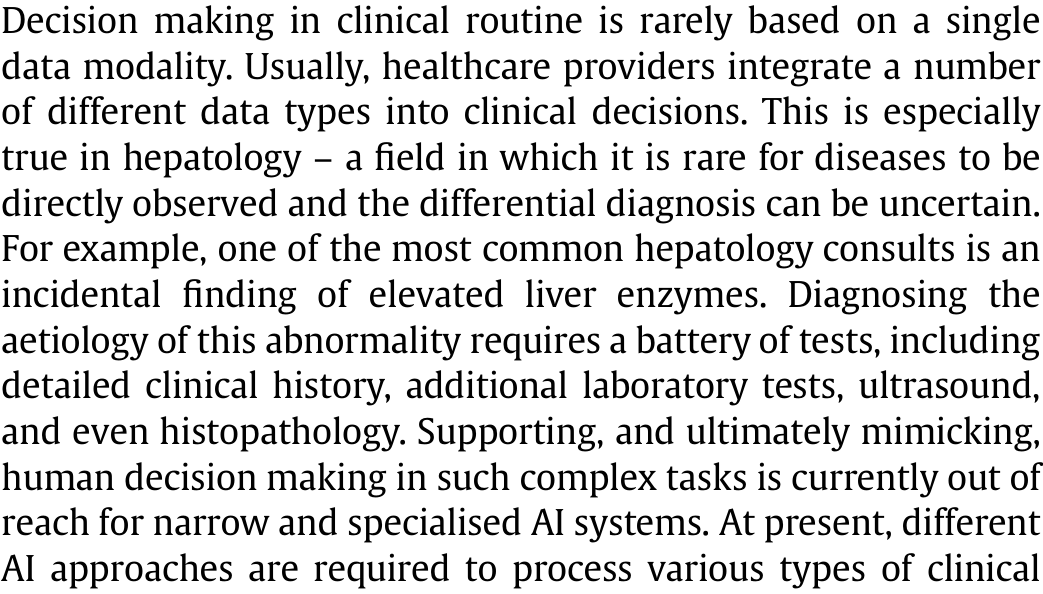 Decision making in clinical routine is rarely based on a single
data modality. Usually, healthcare providers integrate a number
of different data types into clinical decisions. This is especially
true in hepatology – a field in which it is rare for diseases to be
directly observed and the differential diagnosis can be uncertain.
For example, one of the most common hepatology consults is an
incidental finding of elevated liver enzymes. Diagnosing the
aetiology of this abnormality requires a battery of tests, including
detailed clinical history, additional laboratory tests, ultrasound,
and even histopathology. Supporting, and ultimately mimicking,
human decision making in such complex tasks is currently out of
reach for narrow and specialised AI systems. At present, different
AI approaches are required to process various types of clinical